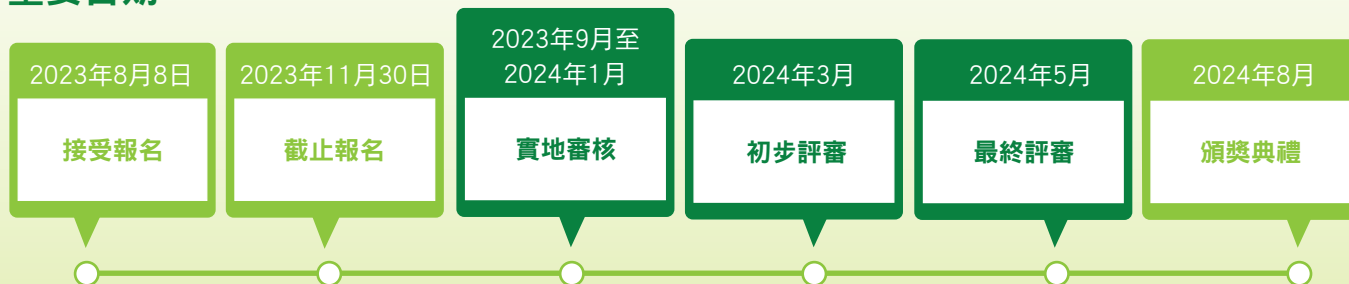 2023年8月8日
接受報名
2023年11月30日
截止報名
2023年9月至
2024年1月
實地審核
2024年3月
初步評審
2024年5月
最終評審
2024年8月
頒獎典禮